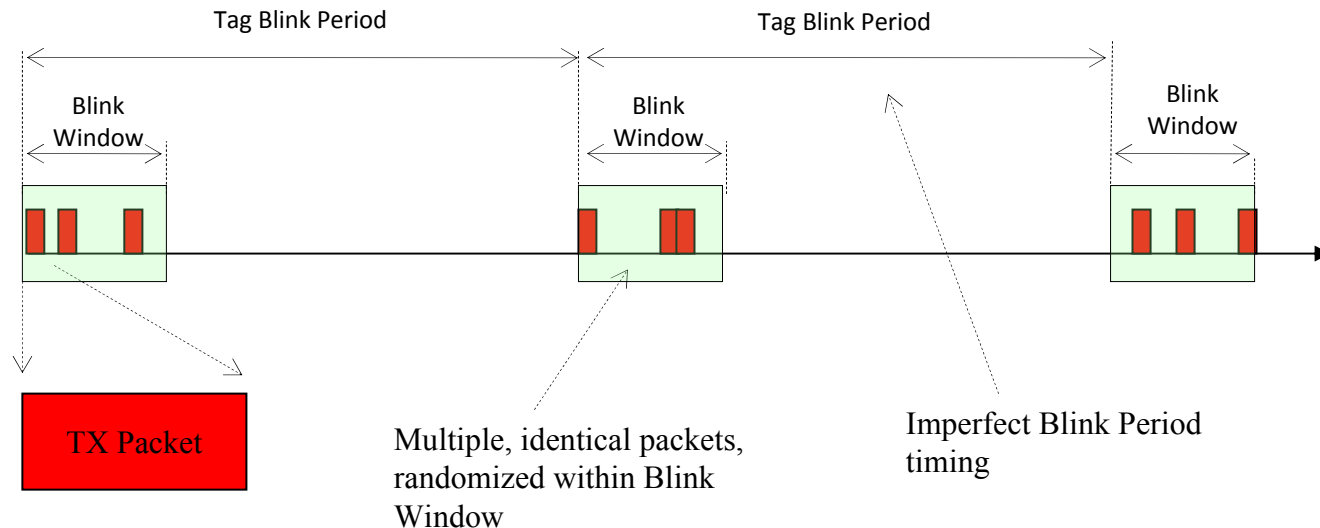 Tag Blink Period
Tag Blink Period
Blink
Window
Blink
Window
Blink
Window
TX Packet
Multiple, identical packets,
randomized within Blink
Window
Imperfect Blink Period
timing